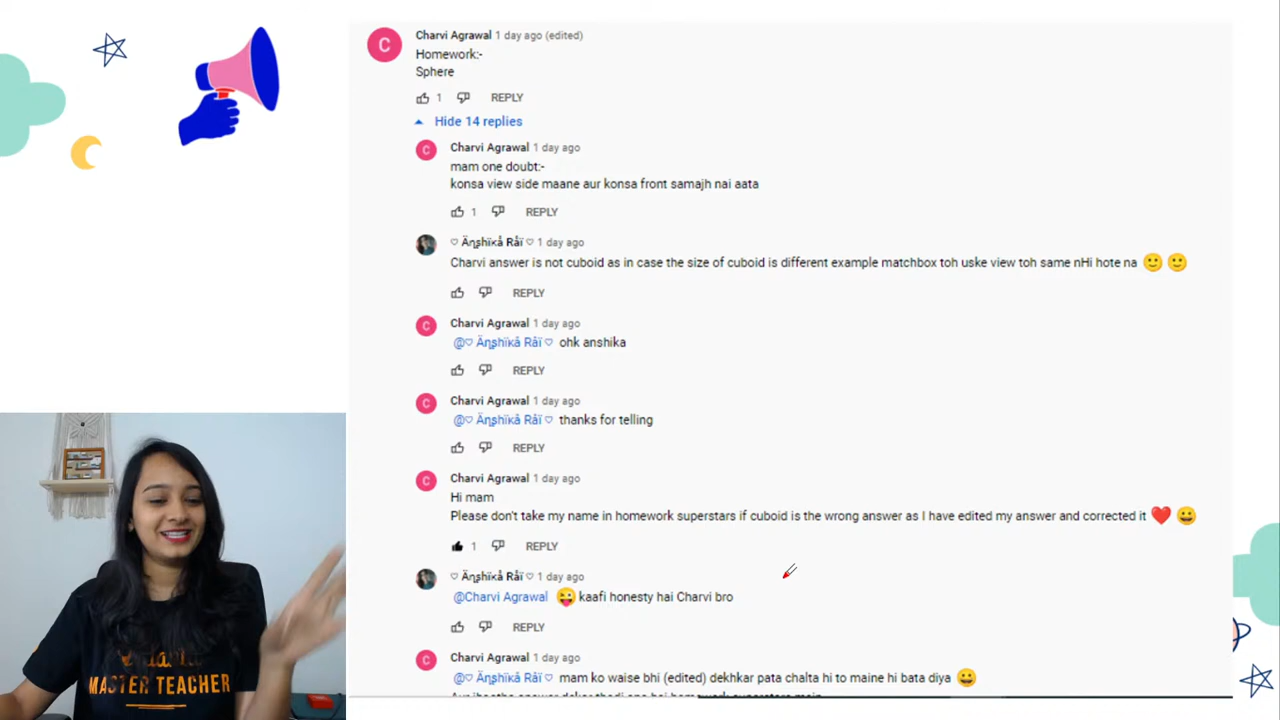 C
Charvi Agrawal 1 day ago (edited)
Homework:-
Sphere
1 REPLY
Hide 14 replies
C
Charvi Agrawal 1 day ago
mam one doubt:-
konsa view side maane aur konsa front samajh nai aata
1 REPLY
♡ Äņshïkå Råï ♡ 1 day ago
Charvi answer is not cuboid as in case the size of cuboid is different example matchbox toh uske view toh same nHi hote na 🙂 🙂
REPLY
C
Charvi Agrawal 1 day ago
@♡ Äņshïkå Råï ♡ ohk anshika
REPLY
C
Charvi Agrawal 1 day ago
@♡ Äņshïkå Råï ♡ thanks for telling
REPLY
C
Charvi Agrawal 1 day ago
Hi mam
Please don't take my name in homework superstars if cuboid is the wrong answer as I have edited my answer and corrected it ❤️ 😀
1 REPLY
♡ Äņshïkå Råï ♡ 1 day ago
@Charvi Agrawal 😜 kaafi honesty hai Charvi bro
REPLY
C
Charvi Agrawal 1 day ago
@♡ Äņshïkå Råï ♡ mam ko waise bhi (edited) dekhkar pata chalta hi to maine hi bata diya 😀
MASTER TEACHER